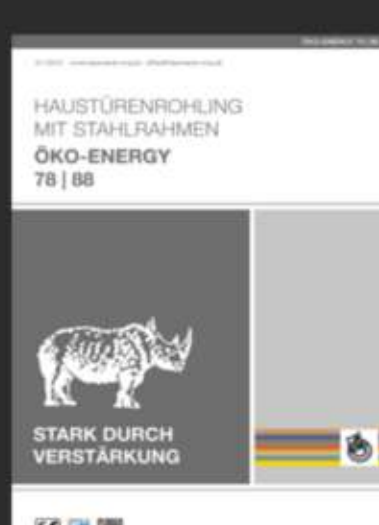 HAUSTÜRENROHLING
MIT STAHLRAHMEN
ÖKO-ENERGY
78 | 88
STARK DURCH
VERSTÄRKUNG